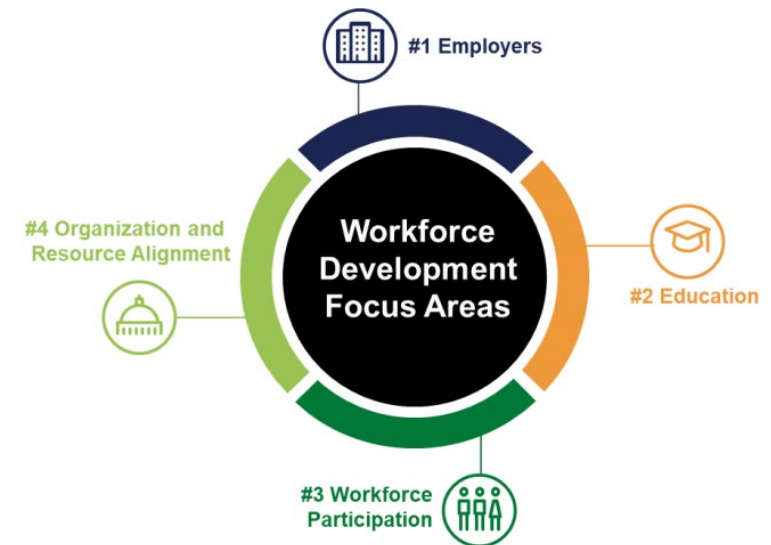 #1 Employers
Workforce
Development
Focus Areas
#2 Education
#3 Workforce
Participation
#4 Organization and
Resource Alignment